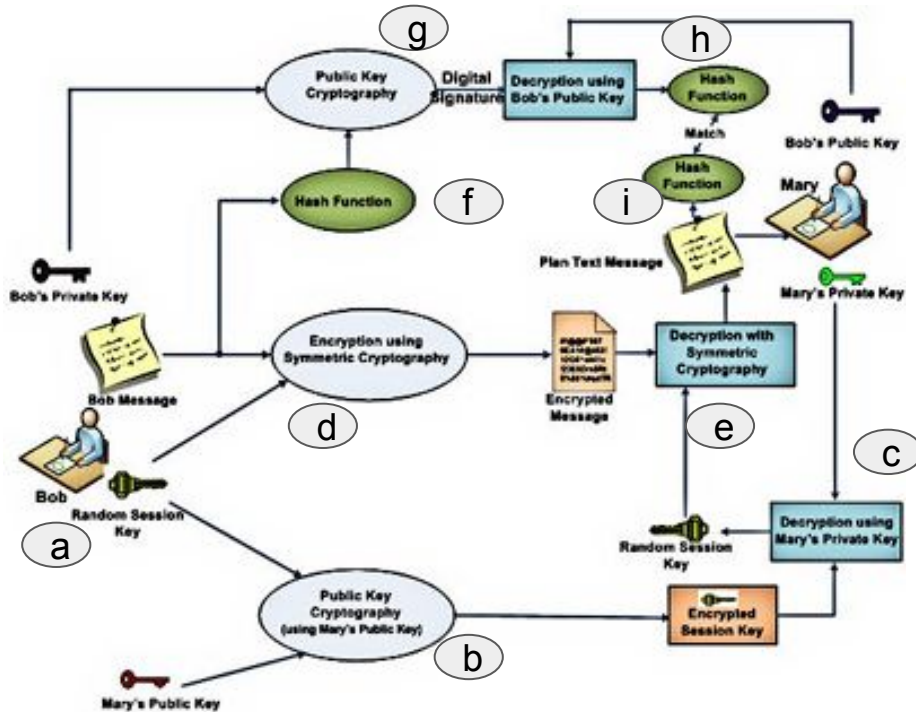 g
h
Public Key
Cryptography
Digital
Signature
Decryption using
Bob's Public Key
Hash
Function
Match
Bob's Public Key
Hash Function
f
Hash
Function
i
Mary
Plan Text Message
Bob's Private Key
Mary's Private Key
Encryption using
Symmetric Cryptography
Decryption with
Symmetric
Cryptography
Bob Message
Encrypted
Message
d
e
c
Bob
Random Session
Key
a
Random Session
Key
Decryption using
Mary's Private Key
Public Key
Cryptography
(using Mary's Public Key)
Encrypted
Session Key
b
Mary's Public Key